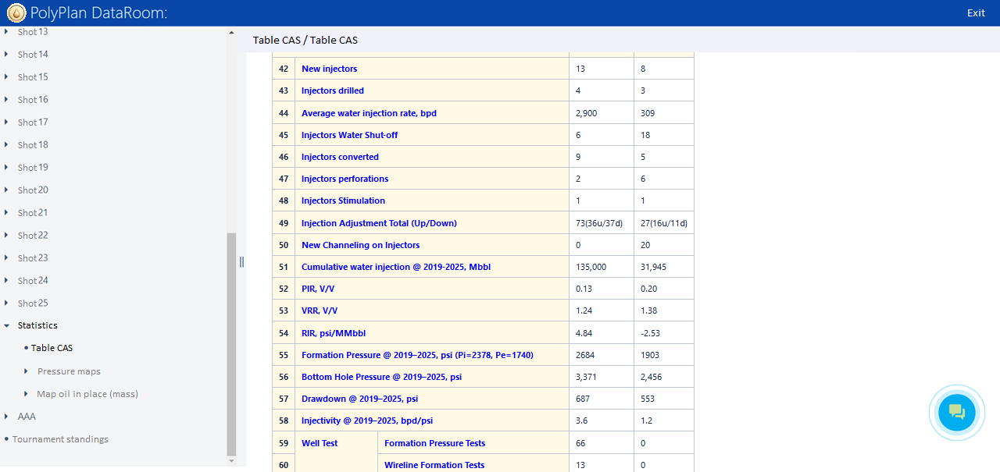 PolyPlan DataRoom:
Exit
Shot 13
Shot 14
Shot 15
Shot 16
Shot 17
Shot 18
Shot 19
Shot 20
Shot 21
Shot 22
Shot 23
Shot 24
Shot 25
Statistics
Table CAS
Pressure maps
Map oil in place (mass)
AAA
Tournament standings
Table CAS / Table CAS
42 New injectors 13 8
43 Injectors drilled 4 3
44 Average water injection rate, bpd 2,900 309
45 Injectors Water Shut-off 6 18
46 Injectors converted 9 5
47 Injectors perforations 2 6
48 Injectors Stimulation 1 1
49 Injection Adjustment Total (Up/Down) 73(36u/37d) 27(16u/11d)
50 New Channeling on Injectors 0 20
51 Cumulative water injection @ 2019-2025, Mbbl 135,000 31,945
52 PIR, V/V 0.13 0.20
53 VRR, V/V 1.24 1.38
54 RIR, psi/MMbbl 4.84 -2.53
55 Formation Pressure @ 2019–2025, psi (Pi=2378, Pe=1740) 2684 1903
56 Bottom Hole Pressure @ 2019–2025, psi 3,371 2,456
57 Drawdown @ 2019–2025, psi 687 553
58 Injectivity @ 2019–2025, bpd/psi 3.6 1.2
59 Well Test Formation Pressure Tests 66 0
60 Wireline Formation Tests 13 0